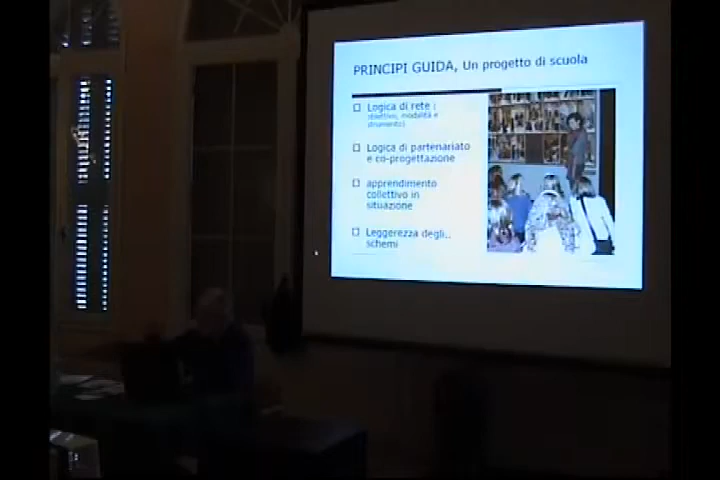 PRINCIPI GUIDA, Un progetto di scuola
Logica di rete :
obiettivo, modalità e
strumento)
Logica di partenariato
e co-progettazione
apprendimento
collettivo in
situazione
Leggerezza degli..
schemi